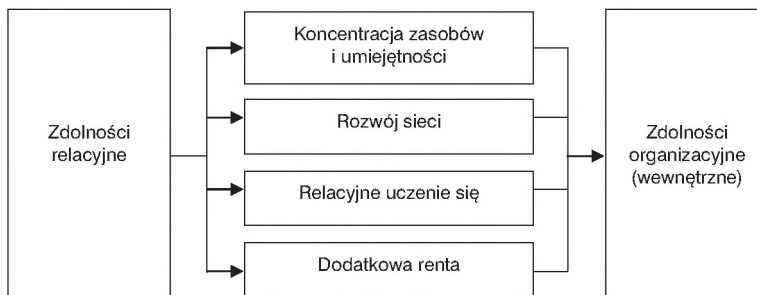 Zdolności
relacyjne
Koncentracja zasobów
i umiejętności
Rozwój sieci
Relacyjne uczenie się
Dodatkowa renta
Zdolności
organizacyjne
(wewnętrzne)